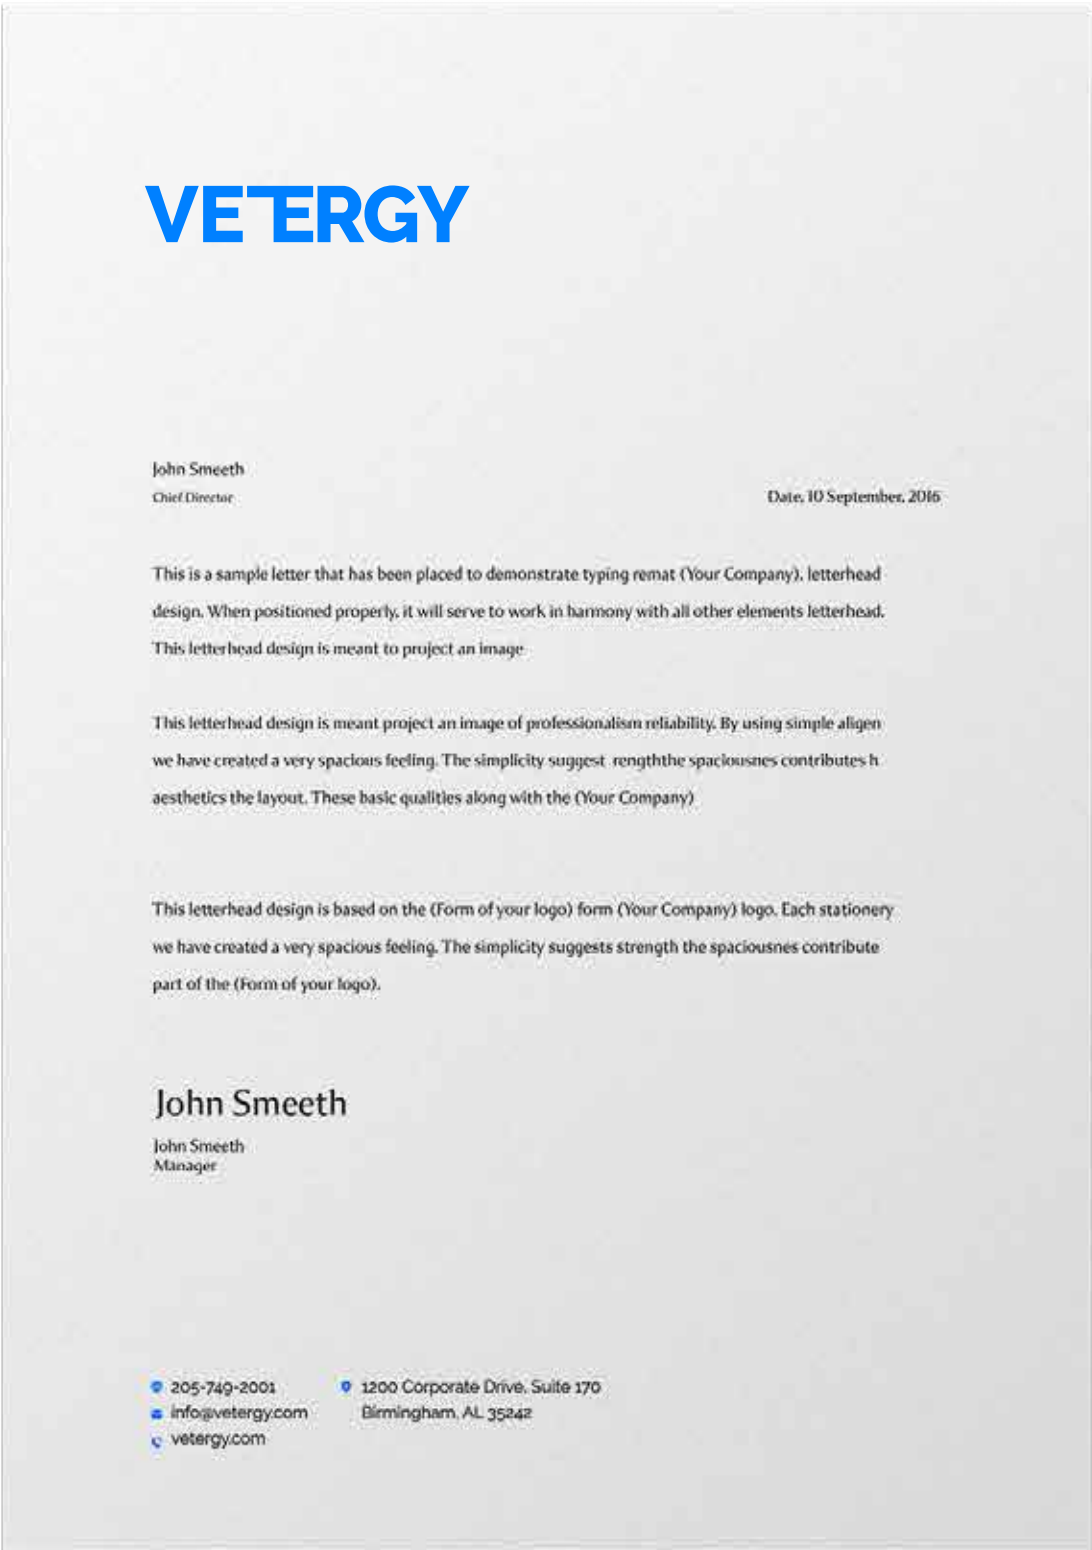 VETERGY
John Smeeth
Chief Director
Date, 10 September, 2016
This is a sample letter that has been placed to demonstrate typing remat (Your Company), letterhead
design. When positioned properly, it will serve to work in harmony with all other elements letterhead.
This letterhead design is meant to project an image
This letterhead design is meant project an image of professionalism reliability. By using simple aligen
we have created a very spacious feeling. The simplicity suggest rengththe spaciousnes contributes h
aesthetics the layout. These basic qualities along with the (Your Company)
This letterhead design is based on the (Form of your logo) form (Your Company) logo. Each stationery
we have created a very spacious feeling. The simplicity suggests strength the spaciousnes contribute
part of the (Form of your logo).
John Smeeth
John Smeeth
Manager
205-749-2001
info@vetergy.com
vetergy.com
1200 Corporate Drive, Suite 170
Birmingham, AL 35242